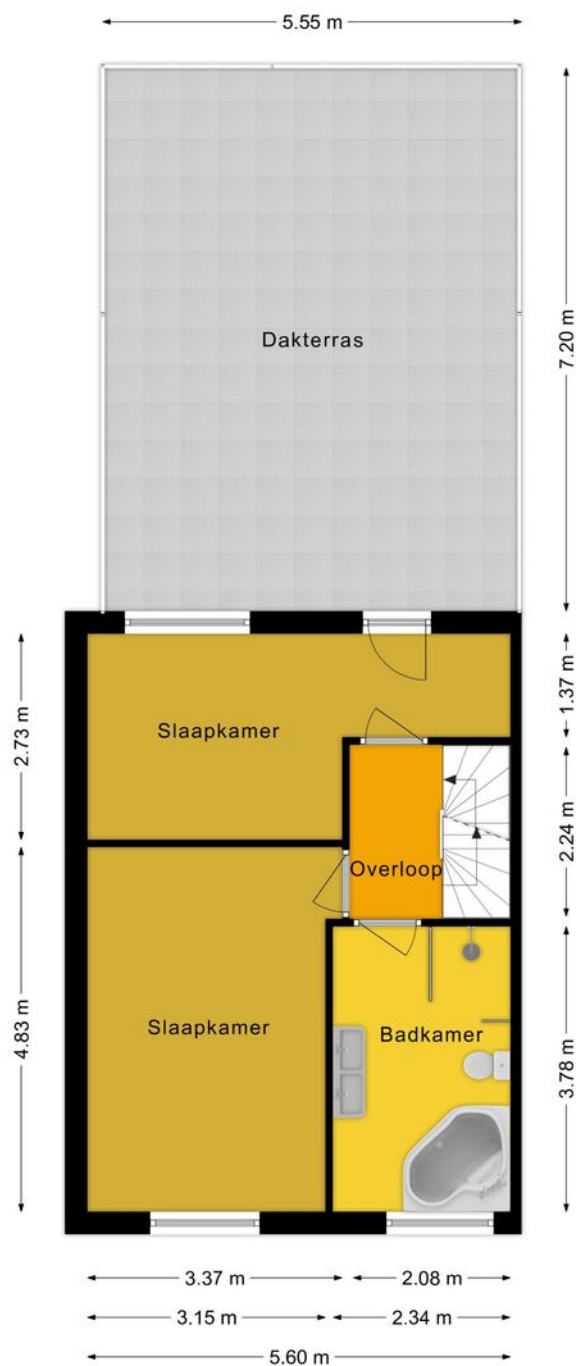 5.55 m
7.20 m
Dakterras
2.73 m
Slaapkamer
1.37 m
2.24 m
Overloop
4.83 m
Slaapkamer
Badkamer
3.78 m
3.37 m
2.08 m
3.15 m
2.34 m
5.60 m